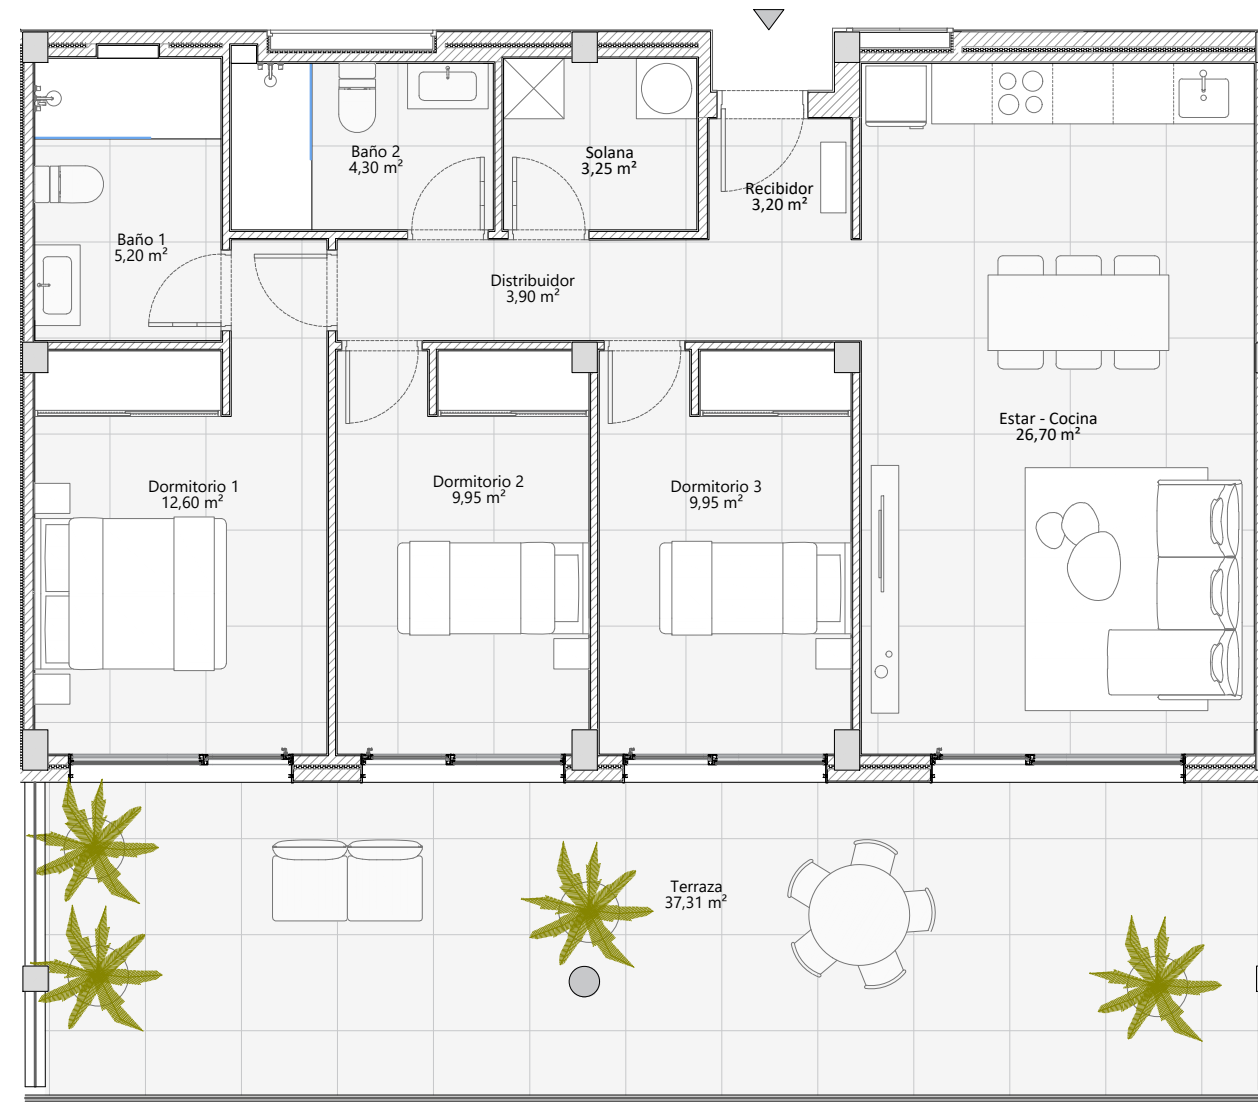 Baño 2
4,30 m²
Solana
3,25 m²
Recibidor
3,20 m²
Baño 1
5,20 m²
Distribuidor
3,90 m²
Estar - Cocina
26,70 m²
Dormitorio 1
12,60 m²
Dormitorio 2
9,95 m²
Dormitorio 3
9,95 m²
Terraza
37,31 m²